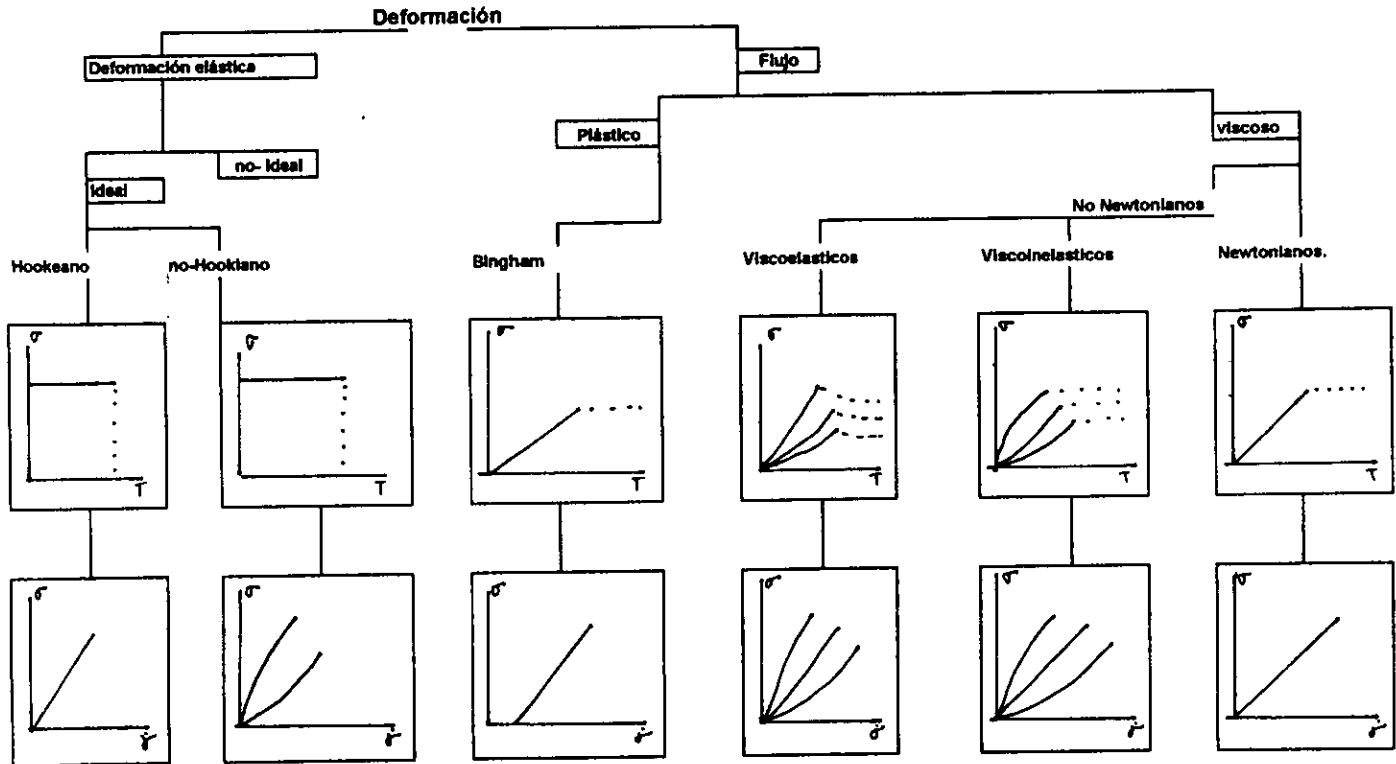 Deformación
Deformación elástica
Flujo
Plástico
viscoso
no- ideal
ideal
No Newtonianos
Hookeano
no-Hookiano
Bingham
Viscoelasticos
Viscoinelasticos
Newtonianos.
σ
T
σ
T
σ
T
σ
T
σ
T
σ
T
σ
γ̇
σ
γ̇
σ
γ̇
σ
γ̇
σ
γ̇
σ
γ̇